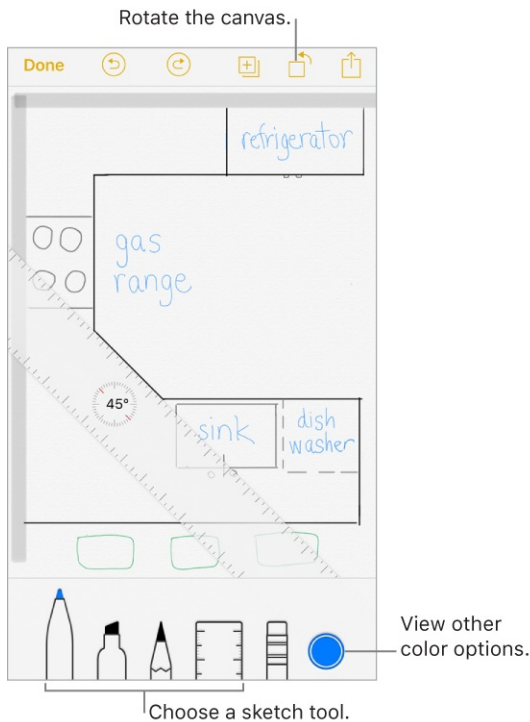 Rotate the canvas.
Done
refrigerator
gas
range
45°
sink
dish
washer
View other
color options.
Choose a sketch tool.